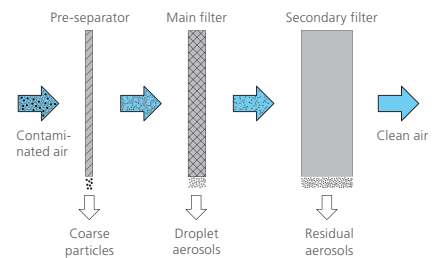 Pre-separator
Main filter
Secondary filter
Contami-
nated air
Clean air
Coarse
particles
Droplet
aerosols
Residual
aerosols